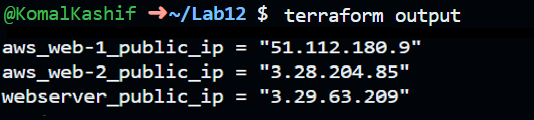 @KomalKashif ➜~/Lab12 $ terraform output
aws_web-1_public_ip = "51.112.180.9"
aws_web-2_public_ip = "3.28.204.85"
webserver_public_ip = "3.29.63.209"